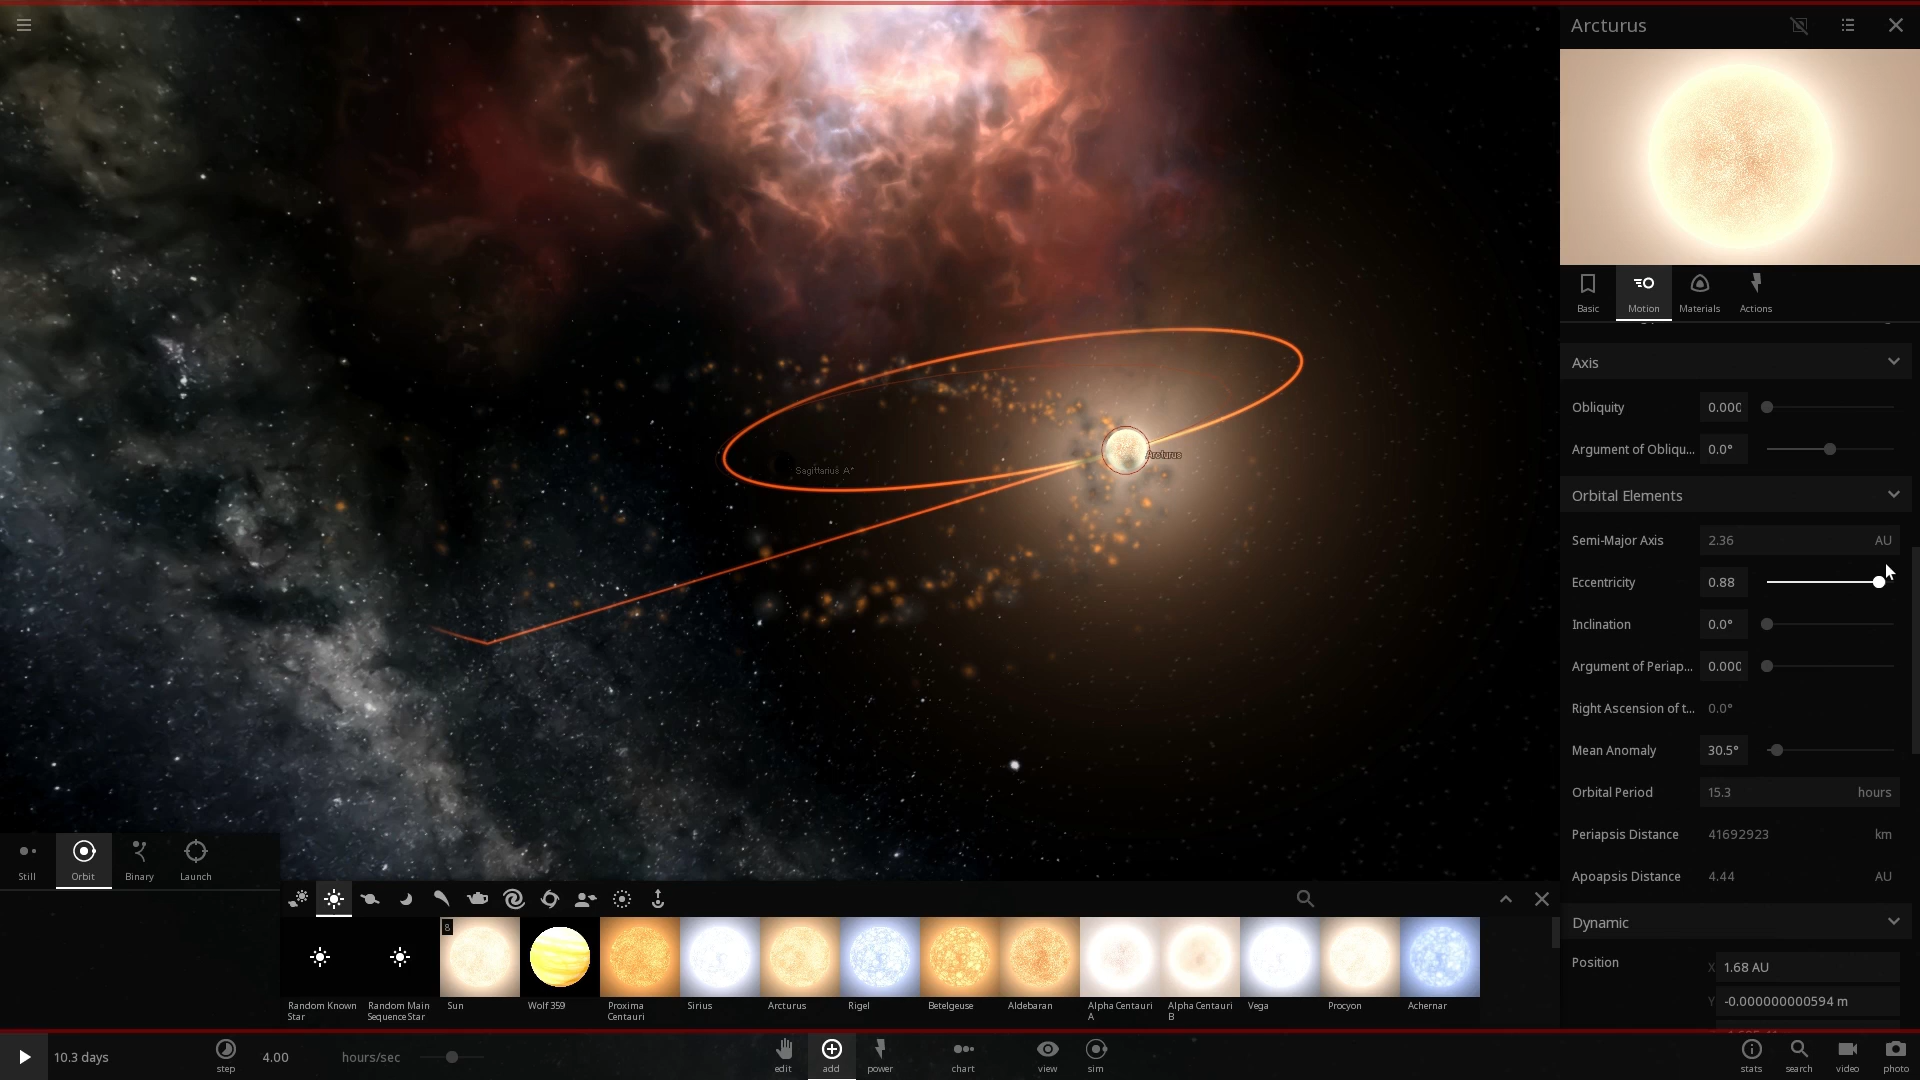 Arcturus
Basic
Motion
Materials
Actions
Axis
Obliquity 0.000
Argument of Obliqu... 0.0°
Orbital Elements
Semi-Major Axis 2.36 AU
Eccentricity 0.88
Inclination 0.0°
Argument of Periap... 0.000
Right Ascension of t... 0.0°
Mean Anomaly 30.5°
Orbital Period 15.3 hours
Periapsis Distance 41692923 km
Apoapsis Distance 4.44 AU
Dynamic
Position X 1.68 AU
Y -0.000000000594 m
Sagittarius A*
Arcturus
Still
Orbit
Binary
Launch
8
Random Known Star
Random Main Sequence Star
Sun
Wolf 359
Proxima Centauri
Sirius
Arcturus
Rigel
Betelgeuse
Aldebaran
Alpha Centauri A
Alpha Centauri B
Vega
Procyon
Achernar
10.3 days
step
4.00
hours/sec
edit
add
power
chart
view
sim
stats
search
video
photo